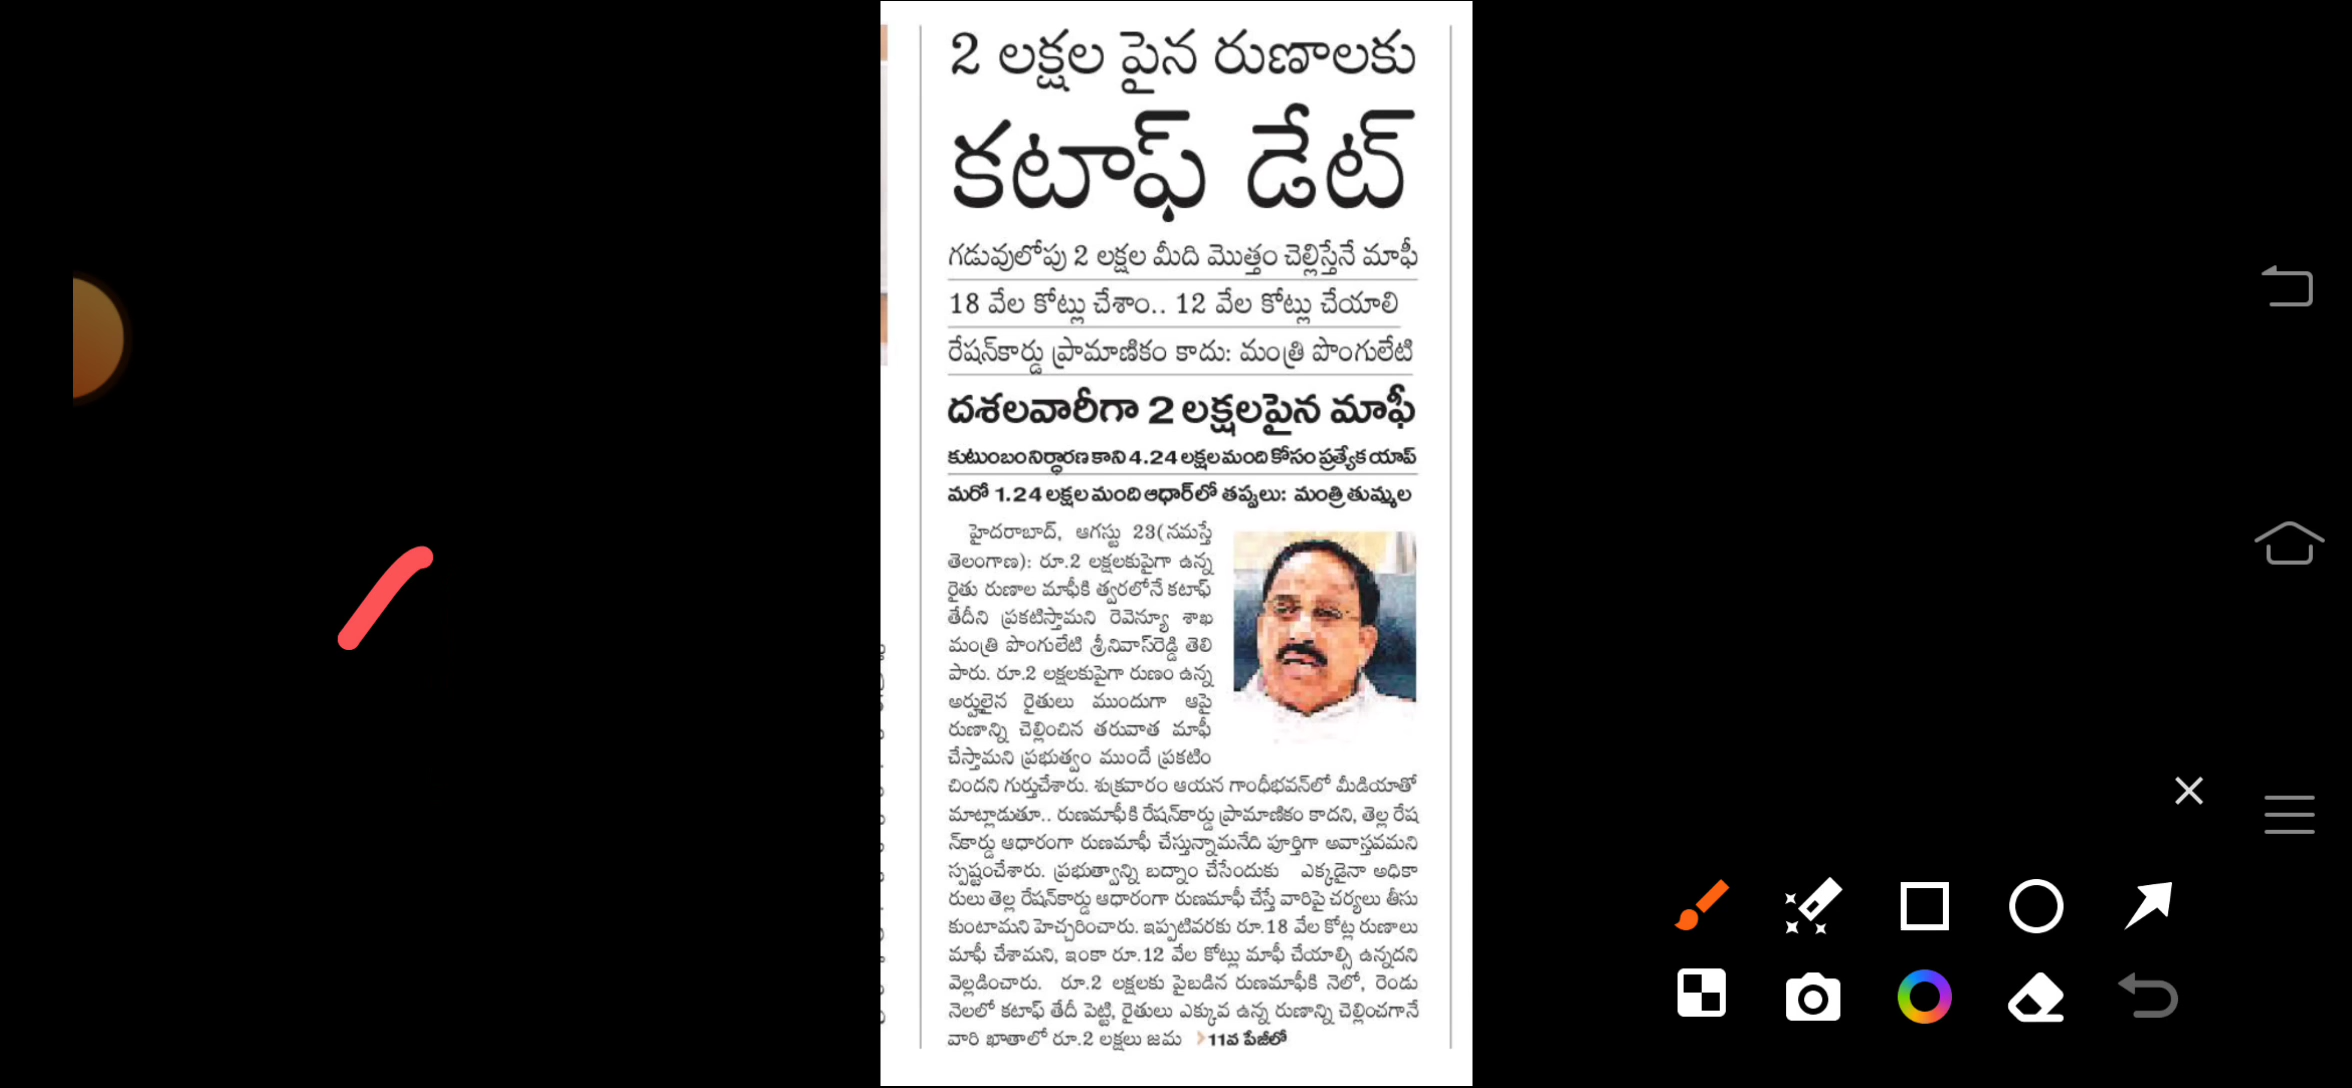 2 లక్షల పైన రుణాలకు
కటాఫ్ డేట్
గడువులోపు 2 లక్షల మీది మొత్తం చెల్లిస్తేనే మాఫీ
18 వేల కోట్లు చేశాం.. 12 వేల కోట్లు చేయాలి
రేషన్‌కార్డు ప్రామాణికం కాదు: మంత్రి పొంగులేటి
దశలవారీగా 2 లక్షలపైన మాఫీ
కుటుంబం నిర్ధారణ కాని 4.24 లక్షల మంది కోసం ప్రత్యేక యాప్
మరో 1.24 లక్షల మంది ఆధార్‌లో తప్పులు: మంత్రి తుమ్మల
హైదరాబాద్, ఆగస్టు 23(నమస్తే
తెలంగాణ): రూ.2 లక్షలకుపైగా ఉన్న
రైతు రుణాల మాఫీకి త్వరలోనే కటాఫ్
తేదీని ప్రకటిస్తామని రెవెన్యూ శాఖ
మంత్రి పొంగులేటి శ్రీనివాస్‌రెడ్డి తెలి
పారు. రూ.2 లక్షలకుపైగా రుణం ఉన్న
అర్హులైన రైతులు ముందుగా ఆపై
రుణాన్ని చెల్లించిన తరువాత మాఫీ
చేస్తామని ప్రభుత్వం ముందే ప్రకటిం
చిందని గుర్తుచేశారు. శుక్రవారం ఆయన గాంధీభవన్‌లో మీడియాతో
మాట్లాడుతూ.. రుణమాఫీకి రేషన్‌కార్డు ప్రామాణికం కాదని, తెల్ల రేష
న్‌కార్డు ఆధారంగా రుణమాఫీ చేస్తున్నామనేది పూర్తిగా అవాస్తవమని
స్పష్టంచేశారు. ప్రభుత్వాన్ని బద్నాం చేసేందుకు ఎక్కడైనా అధికా
రులు తెల్ల రేషన్‌కార్డు ఆధారంగా రుణమాఫీ చేస్తే వారిపై చర్యలు తీసు
కుంటామని హెచ్చరించారు. ఇప్పటివరకు రూ.18 వేల కోట్ల రుణాలు
మాఫీ చేశామని, ఇంకా రూ.12 వేల కోట్లు మాఫీ చేయాల్సి ఉన్నదని
వెల్లడించారు. రూ.2 లక్షలకు పైబడిన రుణమాఫీకి నెలో, రెండు
నెలలో కటాఫ్ తేదీ పెట్టి, రైతులు ఎక్కువ ఉన్న రుణాన్ని చెల్లించగానే
వారి ఖాతాలో రూ.2 లక్షలు జమ 11వ పేజీలో